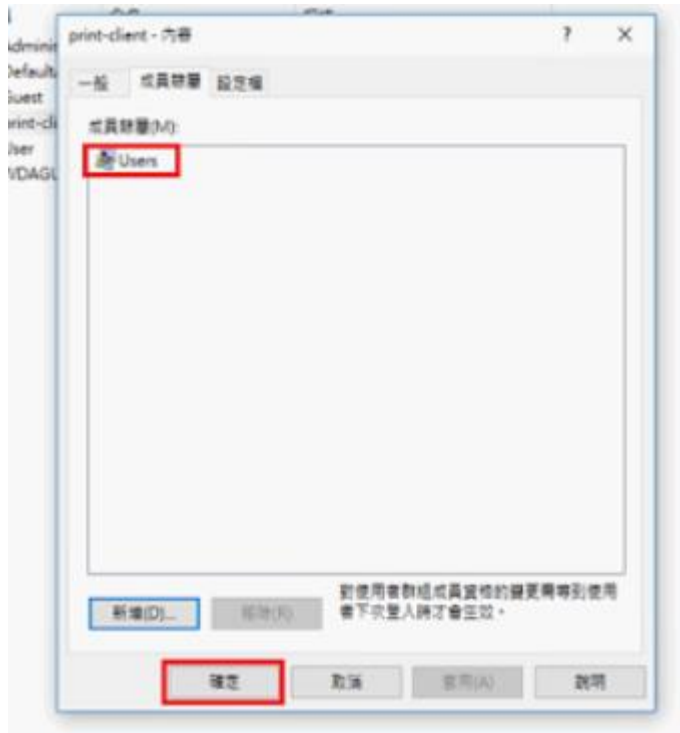 Adminis
Default
Guest
print-cli
User
WDAGU
print-client - 內容
?
一般 成員隸屬 設定檔
成員隸屬(M):
Users
新增(D)... 移除(R)
對使用者群組成員資格的變更需等到使用
者下次登入時才會生效。
確定 取消 套用(A) 說明